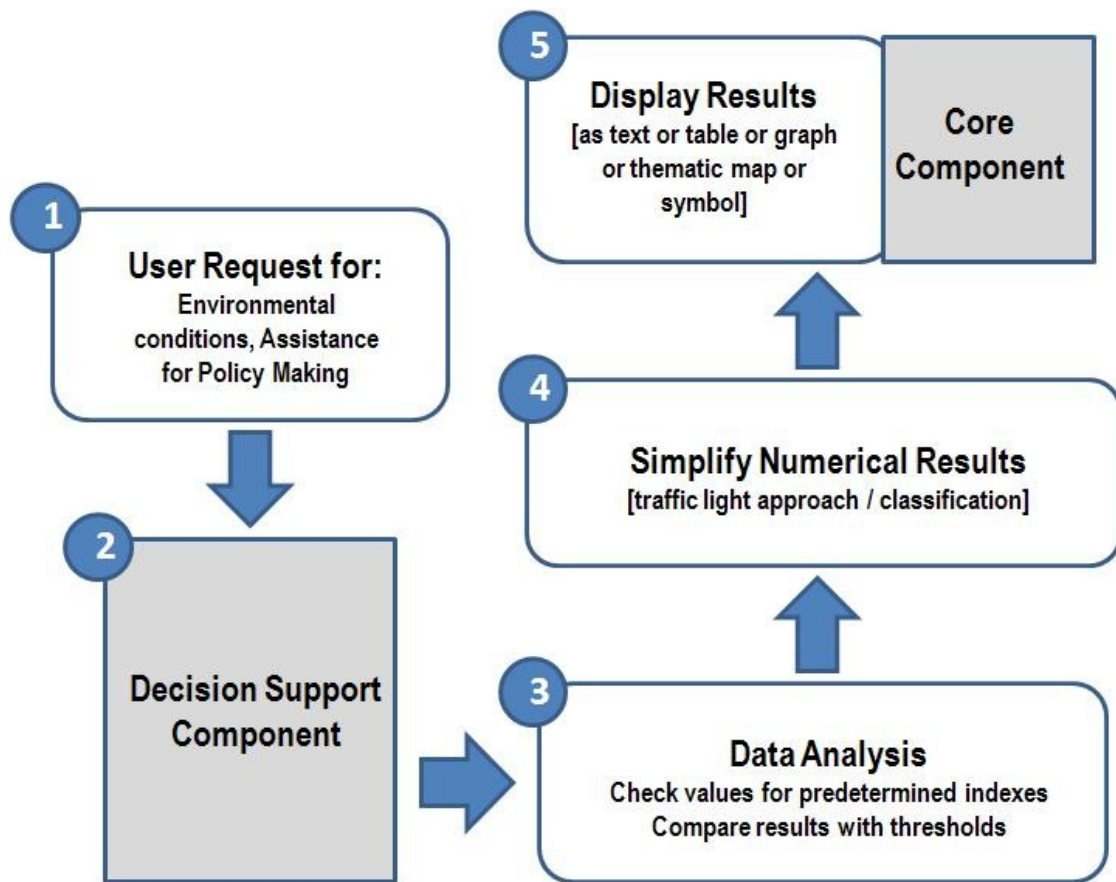 1
User Request for:
Environmental
conditions, Assistance
for Policy Making
2
Decision Support
Component
3
Data Analysis
Check values for predetermined indexes
Compare results with thresholds
4
Simplify Numerical Results
[traffic light approach / classification]
5
Display Results
[as text or table or graph
or thematic map or
symbol]
Core
Component